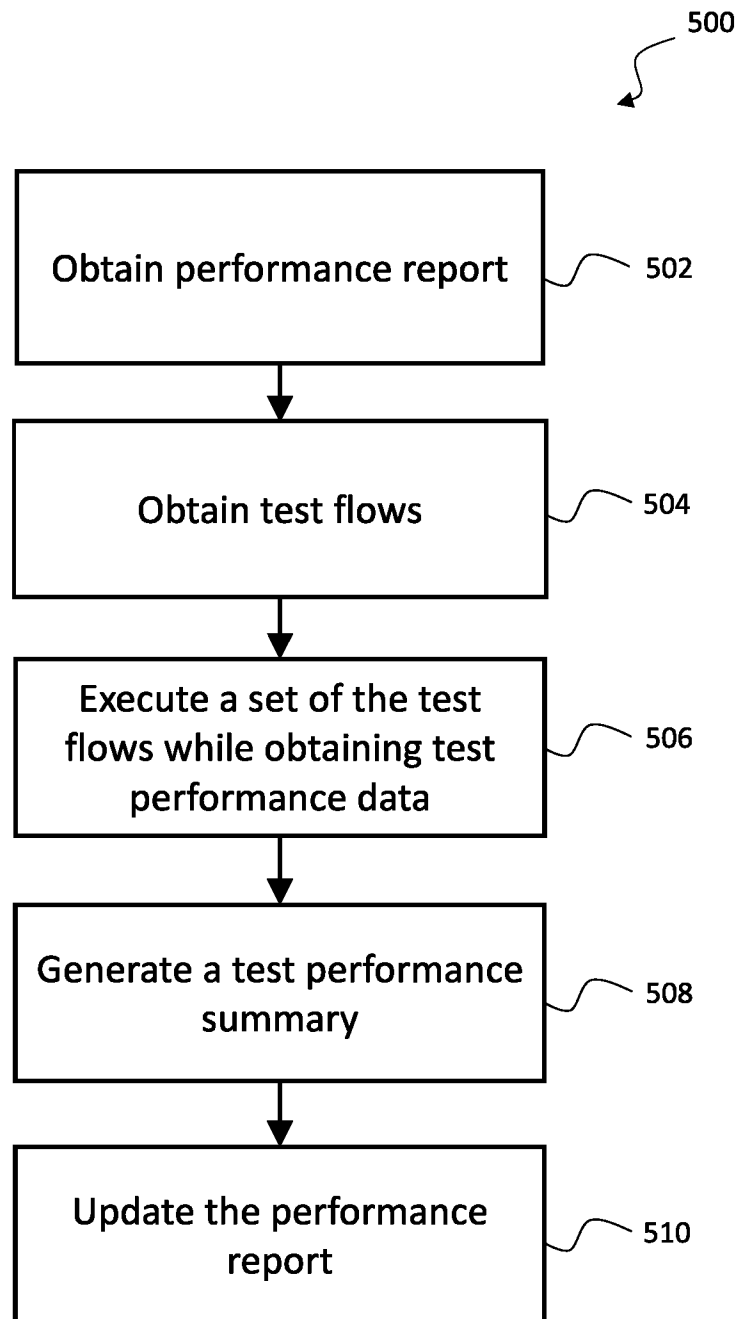 500
Obtain performance report
502
Obtain test flows
504
Execute a set of the test
flows while obtaining test
performance data
506
Generate a test performance
summary
508
Update the performance
report
510